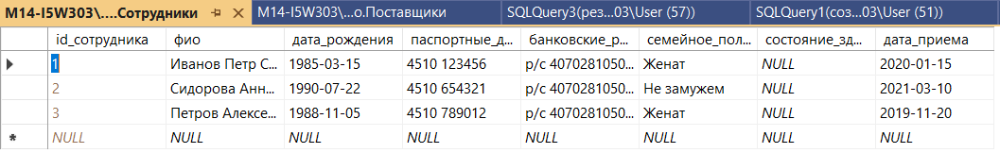 M14-I5W303\....Сотрудники M14-I5W303\...o.Поставщики SQLQuery3(рез...03\User (57)) SQLQuery1(соз...03\User (51))
id_сотрудника фио дата_рождения паспортные_д... банковские_р... семейное_пол... состояние_зд... дата_приема
1 Иванов Петр С... 1985-03-15 4510 123456 р/с 4070281050... Женат NULL 2020-01-15
2 Сидорова Анн... 1990-07-22 4510 654321 р/с 4070281050... Не замужем NULL 2021-03-10
3 Петров Алексе... 1988-11-05 4510 789012 р/с 4070281050... Женат NULL 2019-11-20
NULL NULL NULL NULL NULL NULL NULL NULL